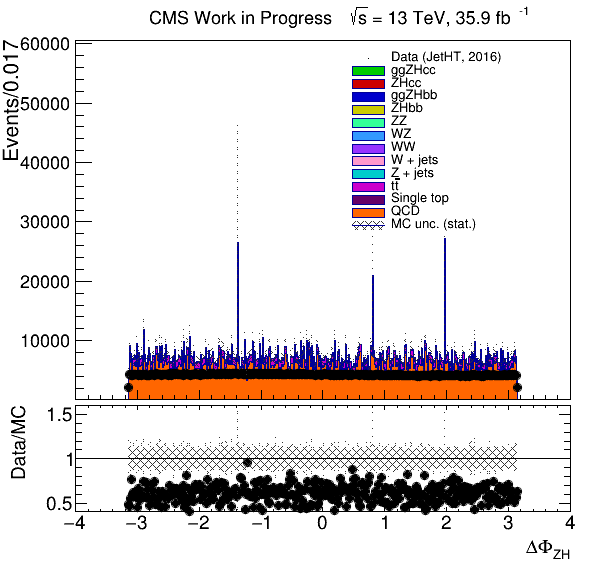 CMS Work in Progress √s = 13 TeV, 35.9 fb⁻¹
Events/0.017
60000
50000
40000
30000
20000
10000
Data (JetHT, 2016)
ggZHcc
ZHcc
ggZHbb
ZHbb
ZZ
WZ
WW
W + jets
Z + jets
tt̅
Single top
QCD
MC unc. (stat.)
Data/MC
1.5
1
0.5
−4 −3 −2 −1 0 1 2 3 4
ΔΦ_ZH